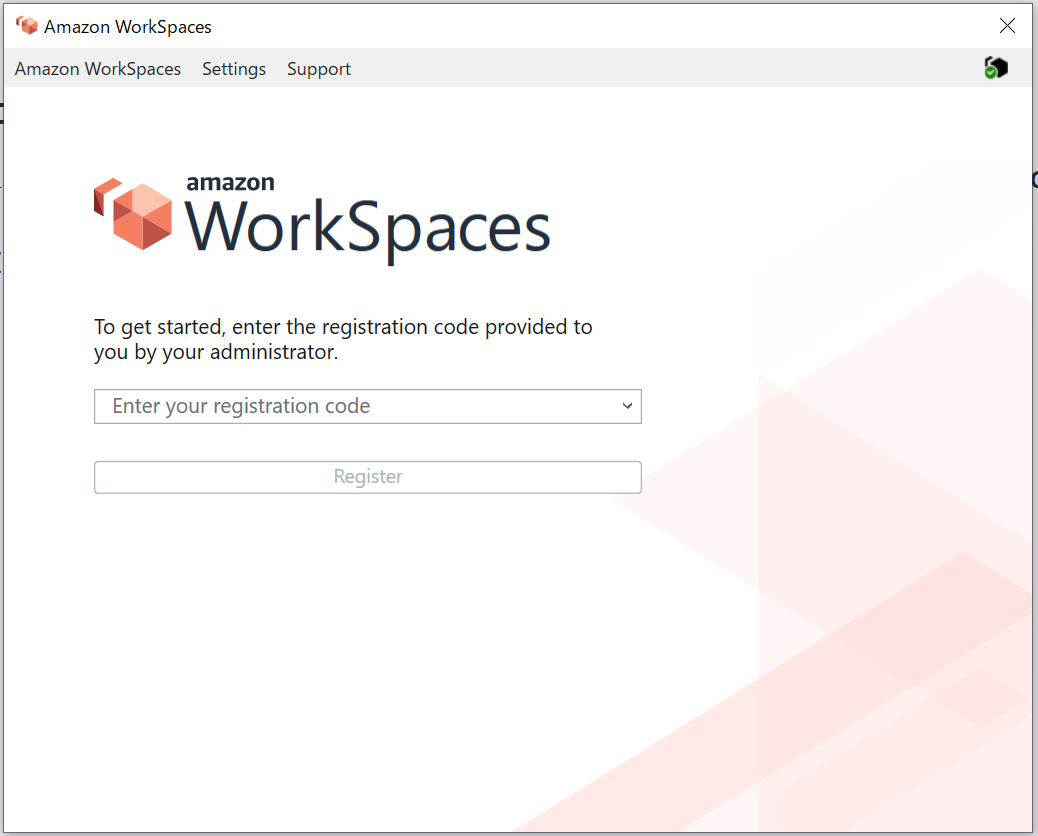 Amazon WorkSpaces
Amazon WorkSpaces Settings Support
amazon
WorkSpaces
To get started, enter the registration code provided to
you by your administrator.
Enter your registration code
Register